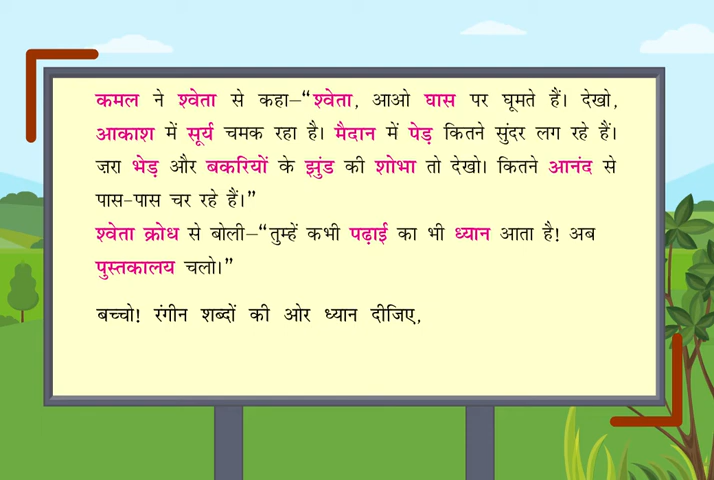 कमल ने श्वेता से कहा–“श्वेता, आओ घास पर घूमते हैं। देखो,
आकाश में सूर्य चमक रहा है। मैदान में पेड़ कितने सुंदर लग रहे हैं।
ज़रा भेड़ और बकरियों के झुंड की शोभा तो देखो। कितने आनंद से
पास-पास चर रहे हैं।”
श्वेता क्रोध से बोली–“तुम्हें कभी पढ़ाई का भी ध्यान आता है! अब
पुस्तकालय चलो।”
बच्चो! रंगीन शब्दों की ओर ध्यान दीजिए,